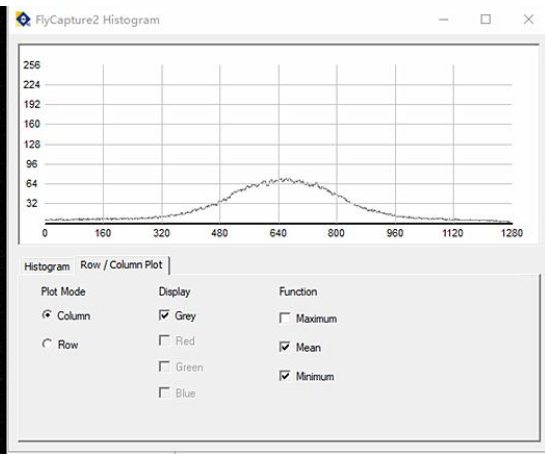 FlyCapture2 Histogram
256
224
192
160
128
96
64
32
0 160 320 480 640 800 960 1120 1280
Histogram Row / Column Plot
Plot Mode Display Function
Column Grey Maximum
Row Red Mean
Green Minimum
Blue